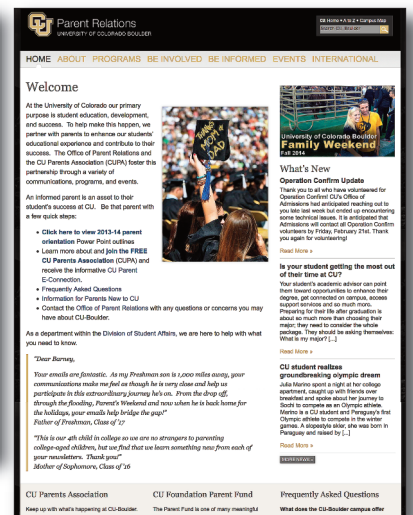 CU
Parent Relations
UNIVERSITY OF COLORADO BOULDER
CU Home • A to Z • Campus Map
Search CU Boulder
HOME ABOUT PROGRAMS BE INVOLVED BE INFORMED EVENTS INTERNATIONAL
Welcome
At the University of Colorado our primary
purpose is student education, development,
and success. To help make this happen, we
partner with parents to enhance our students'
educational experience and contribute to their
success. The Office of Parent Relations and
the CU Parents Association (CUPA) foster this
partnership through a variety of
communications, programs, and events.
An informed parent is an asset to their
student's success at CU. Be that parent with
a few quick steps:
• Click here to view 2013-14 parent
orientation Power Point outlines
• Learn more about and join the FREE
CU Parents Association (CUPA) and
receive the informative CU Parent
E-Connection.
• Frequently Asked Questions
• Information for Parents New to CU
• Contact the Office of Parent Relations with any questions or concerns you may
have about CU-Boulder.
As a department within the Division of Student Affairs, we are here to help with what
you need to know.
"Dear Barney,
Your emails are fantastic. As my Freshman son is 1,000 miles away, your
communications make me feel as though he is very close and help us
participate in this extraordinary journey he's on. From the drop off,
through the flooding, Parent's Weekend and now when he is back home for
the holidays, your emails help bridge the gap!"
Father of Freshman, Class of '17
"This is our 4th child in college so we are no strangers to parenting
college-aged children, but we find that we learn something new from each of
your newsletters. Thank you!"
Mother of Sophomore, Class of '16
THANKS
MOM &
DAD
University of Colorado Boulder
Family Weekend
Fall 2014
What's New
Operation Confirm Update
Thank you to all who have volunteered for
Operation Confirm! CU's Office of
Admissions had anticipated reaching out to
you late last week but ended up encountering
some technical issues. It is anticipated that
Admissions will contact all Operation Confirm
volunteers by Friday, February 21st. Thank
you again for volunteering!
Read More »
Is your student getting the most out
of their time at CU?
Your student's academic advisor can point
them toward opportunities to enhance their
degree, get connected on campus, access
support services and so much more.
Preparing for their life after graduation is
about so much more than choosing their
major; they need to consider the whole
package. They should be asking themselves:
What is my major? [...]
Read More »
CU student realizes
groundbreaking olympic dream
Julia Marino spent a night at her college
apartment, caught up with friends over
breakfast and spoke about her journey to
Sochi to compete as an Olympic athlete.
Marino is a CU student and Paraguay's first
Olympic athlete to compete in the winter
games. A slopestyle skier, she was born in
Paraguay and raised by [...]
Read More »
MORE NEWS »
CU Parents Association
Keep up with what's happening at CU-Boulder.
CU Foundation Parent Fund
The Parent Fund is one of many meaningful
Frequently Asked Questions
What does the CU-Boulder campus offer